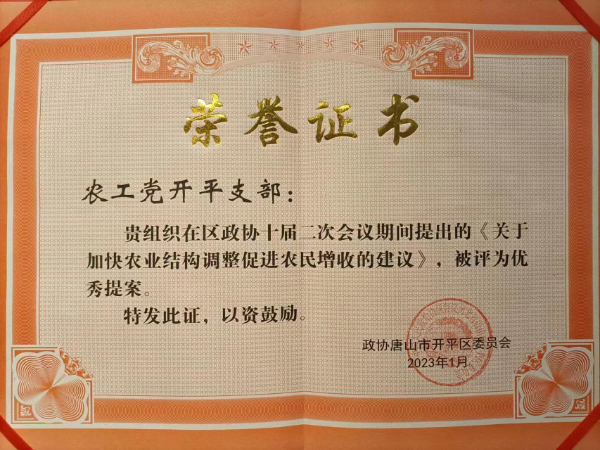 荣誉证书
农工党开平支部：
贵组织在区政协十届二次会议期间提出的《关于
加快农业结构调整促进农民增收的建议》，被评为优
秀提案。
特发此证，以资鼓励。
政协唐山市开平区委员会
2023年1月